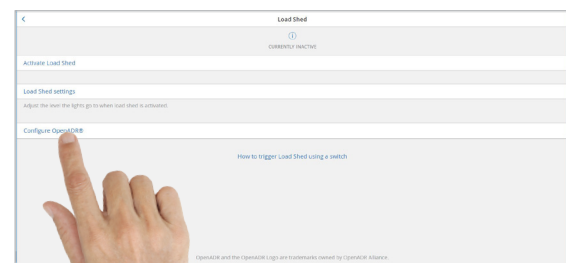 Load Shed
CURRENTLY INACTIVE
Activate Load Shed
Load Shed settings
Adjust the level the lights go to when load shed is activated.
Configure OpenADR®
How to trigger Load Shed using a switch
OpenADR and the OpenADR Logo are trademarks owned by OpenADR Alliance.